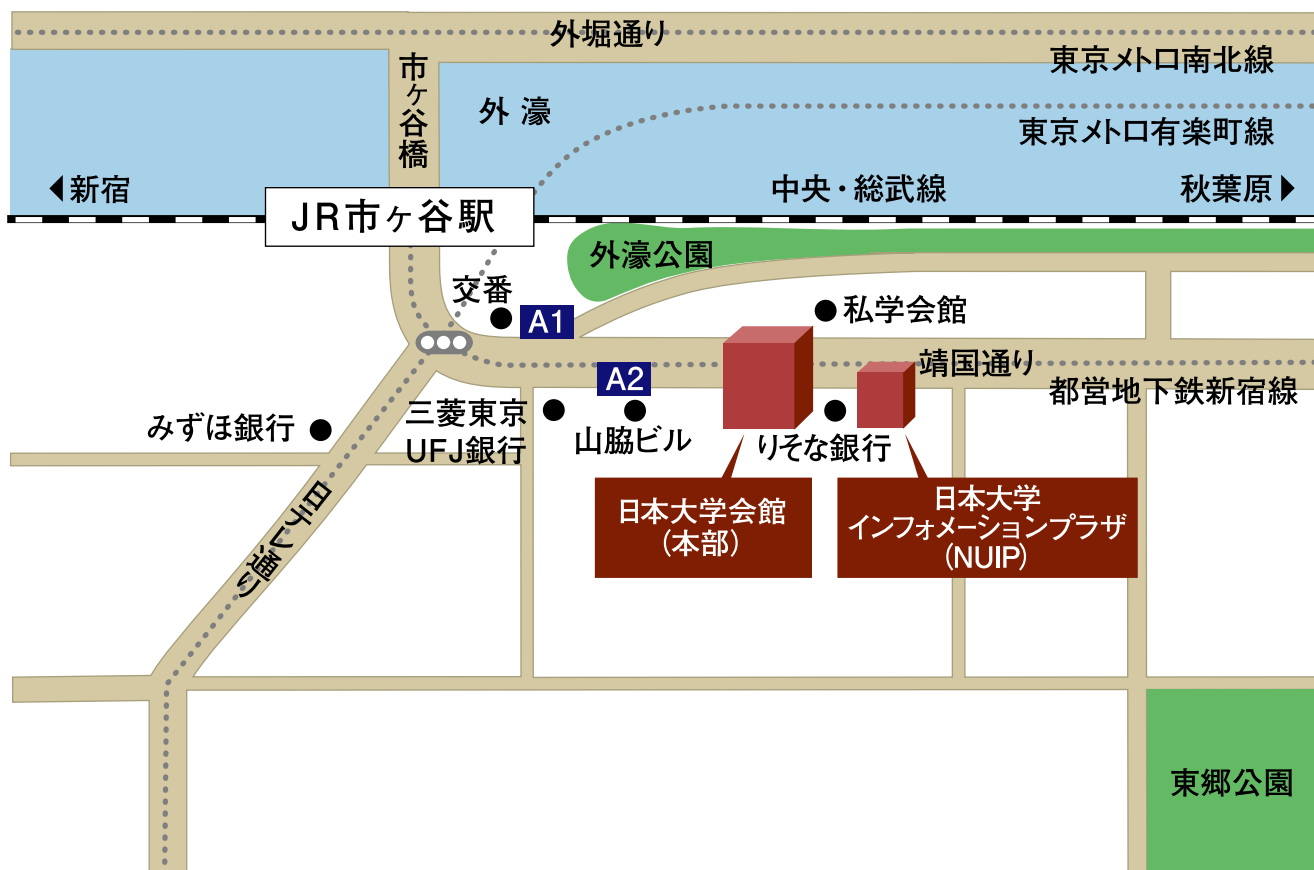 外堀通り
東京メトロ南北線
市ヶ谷橋
外 濠
東京メトロ有楽町線
新宿
中央・総武線
秋葉原
JR市ヶ谷駅
外濠公園
交番
A1
私学会館
靖国通り
A2
都営地下鉄新宿線
三菱東京
UFJ銀行
みずほ銀行
山脇ビル
りそな銀行
日本大学会館
(本部)
日本大学
インフォメーションプラザ
(NUIP)
日テレ通り
東郷公園